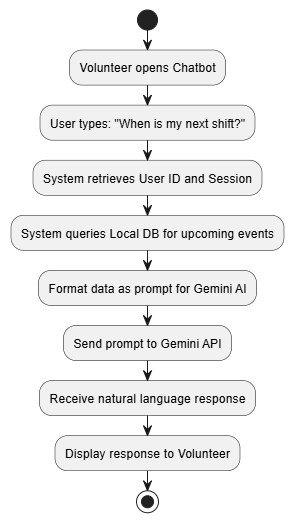 Volunteer opens Chatbot
User types: "When is my next shift?"
System retrieves User ID and Session
System queries Local DB for upcoming events
Format data as prompt for Gemini AI
Send prompt to Gemini API
Receive natural language response
Display response to Volunteer